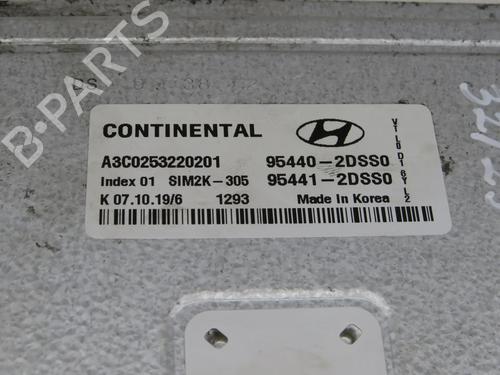 B-PARTS
CONTINENTAL
A3C0253220201 95440-2DSS0
Index 01 SIM2K-305 95441-2DSS0
K 07.10.19/6 1293 Made in Korea